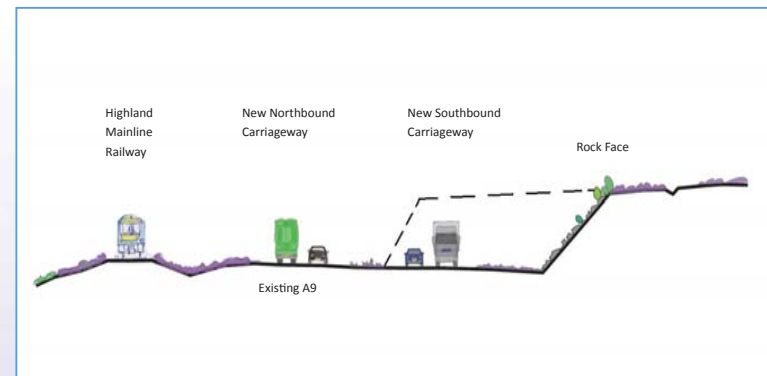 Highland
Mainline
Railway
New Northbound
Carriageway
New Southbound
Carriageway
Rock Face
Existing A9